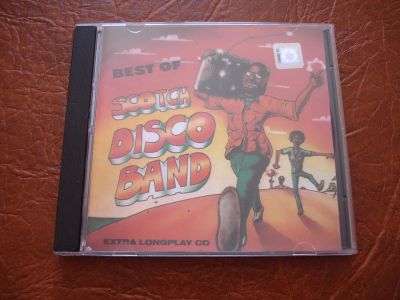 BEST OF
SCOTCH
DISCO
BAND
EXTRA LONGPLAY CD